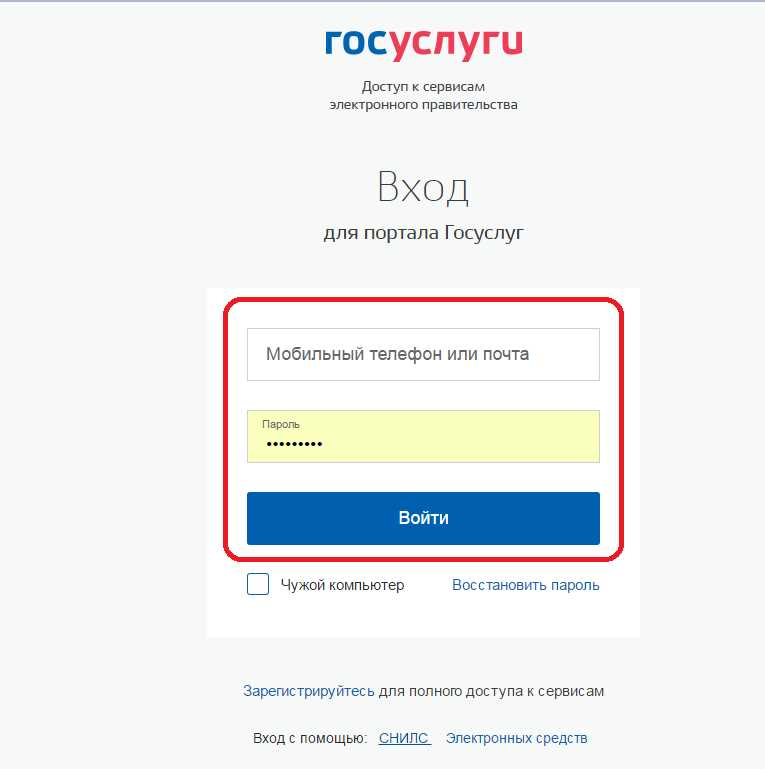 госуслуги
Доступ к сервисам
электронного правительства
Вход
для портала Госуслуг
Мобильный телефон или почта
Пароль
•••••••••
Войти
Чужой компьютер Восстановить пароль
Зарегистрируйтесь для полного доступа к сервисам
Вход с помощью: СНИЛС Электронных средств